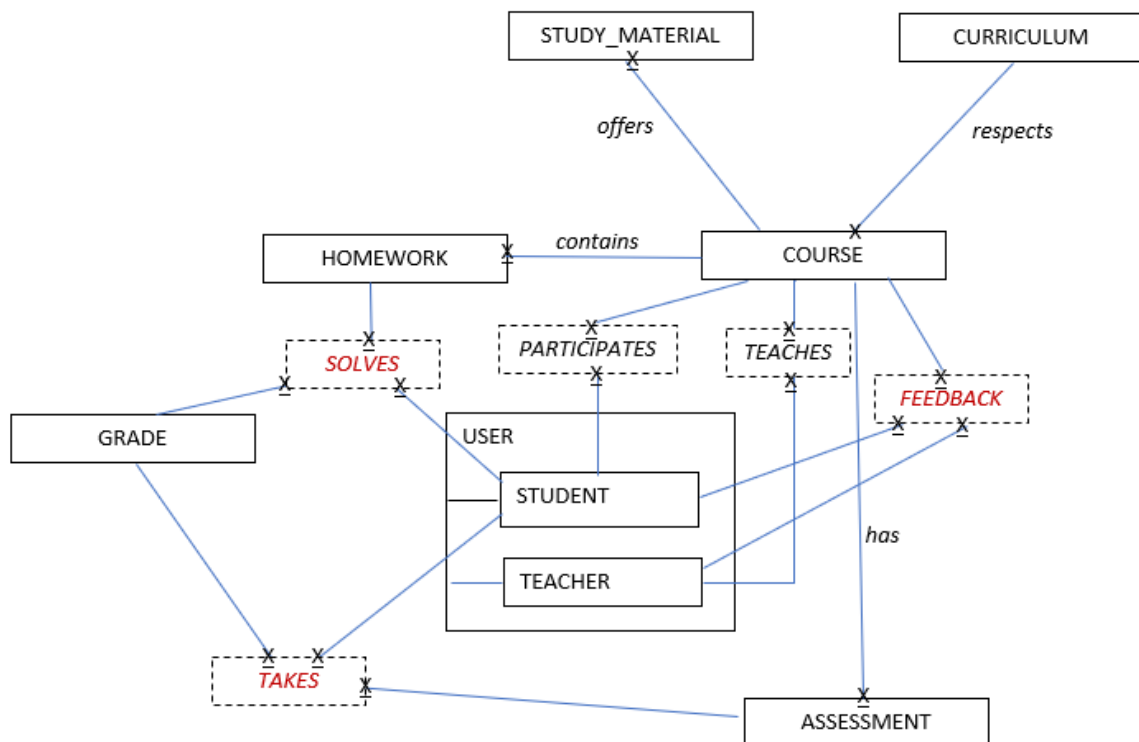 STUDY_MATERIAL
CURRICULUM
X
offers
respects
X
HOMEWORK
X
contains
COURSE
X
SOLVES
X
X
X
PARTICIPATES
X
X
TEACHES
X
X
FEEDBACK
X
X
GRADE
USER
STUDENT
has
TEACHER
X
X
TAKES
X
X
ASSESSMENT